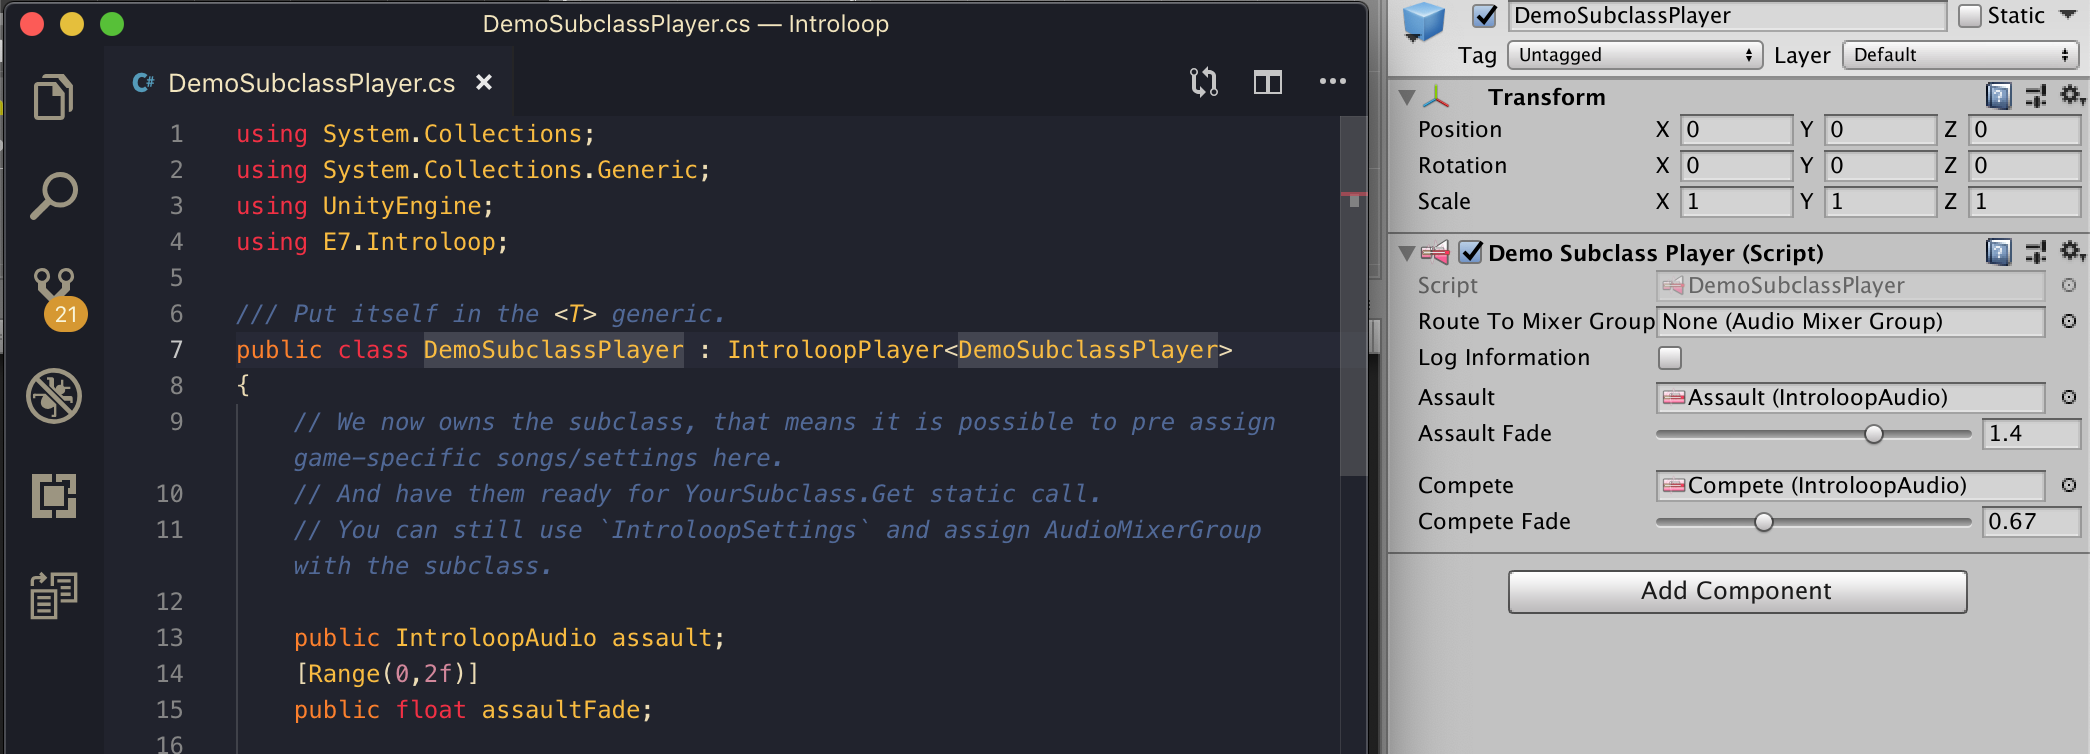 DemoSubclassPlayer.cs — Introloop
C# DemoSubclassPlayer.cs ×
1 using System.Collections;
2 using System.Collections.Generic;
3 using UnityEngine;
4 using E7.Introloop;
5
6 /// Put itself in the <T> generic.
7 public class DemoSubclassPlayer : IntroloopPlayer<DemoSubclassPlayer>
8 {
9 // We now owns the subclass, that means it is possible to pre assign
game-specific songs/settings here.
10 // And have them ready for YourSubclass.Get static call.
11 // You can still use `IntroloopSettings` and assign AudioMixerGroup
with the subclass.
12
13 public IntroloopAudio assault;
14 [Range(0,2f)]
15 public float assaultFade;
16
21
DemoSubclassPlayer Static
Tag Untagged Layer Default
Transform
Position X 0 Y 0 Z 0
Rotation X 0 Y 0 Z 0
Scale X 1 Y 1 Z 1
Demo Subclass Player (Script)
Script DemoSubclassPlayer
Route To Mixer Group None (Audio Mixer Group)
Log Information
Assault Assault (IntroloopAudio)
Assault Fade 1.4
Compete Compete (IntroloopAudio)
Compete Fade 0.67
Add Component